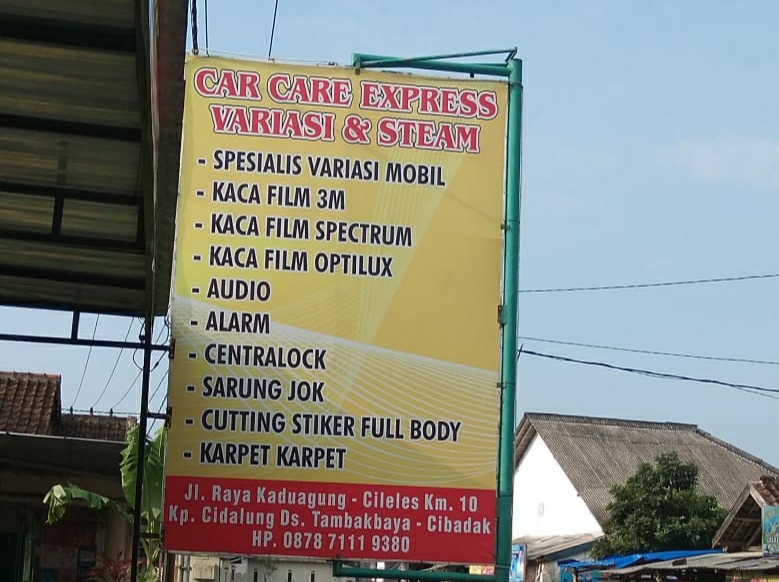 CAR CARE EXPRESS
VARIASI & STEAM
- SPESIALIS VARIASI MOBIL
- KACA FILM 3M
- KACA FILM SPECTRUM
- KACA FILM OPTILUX
- AUDIO
- ALARM
- CENTRALOCK
- SARUNG JOK
- CUTTING STIKER FULL BODY
- KARPET KARPET
Jl. Raya Kaduagung - Cileles Km. 10
Kp. Cidalung Ds. Tambakbaya - Cibadak
HP. 0878 7111 9380